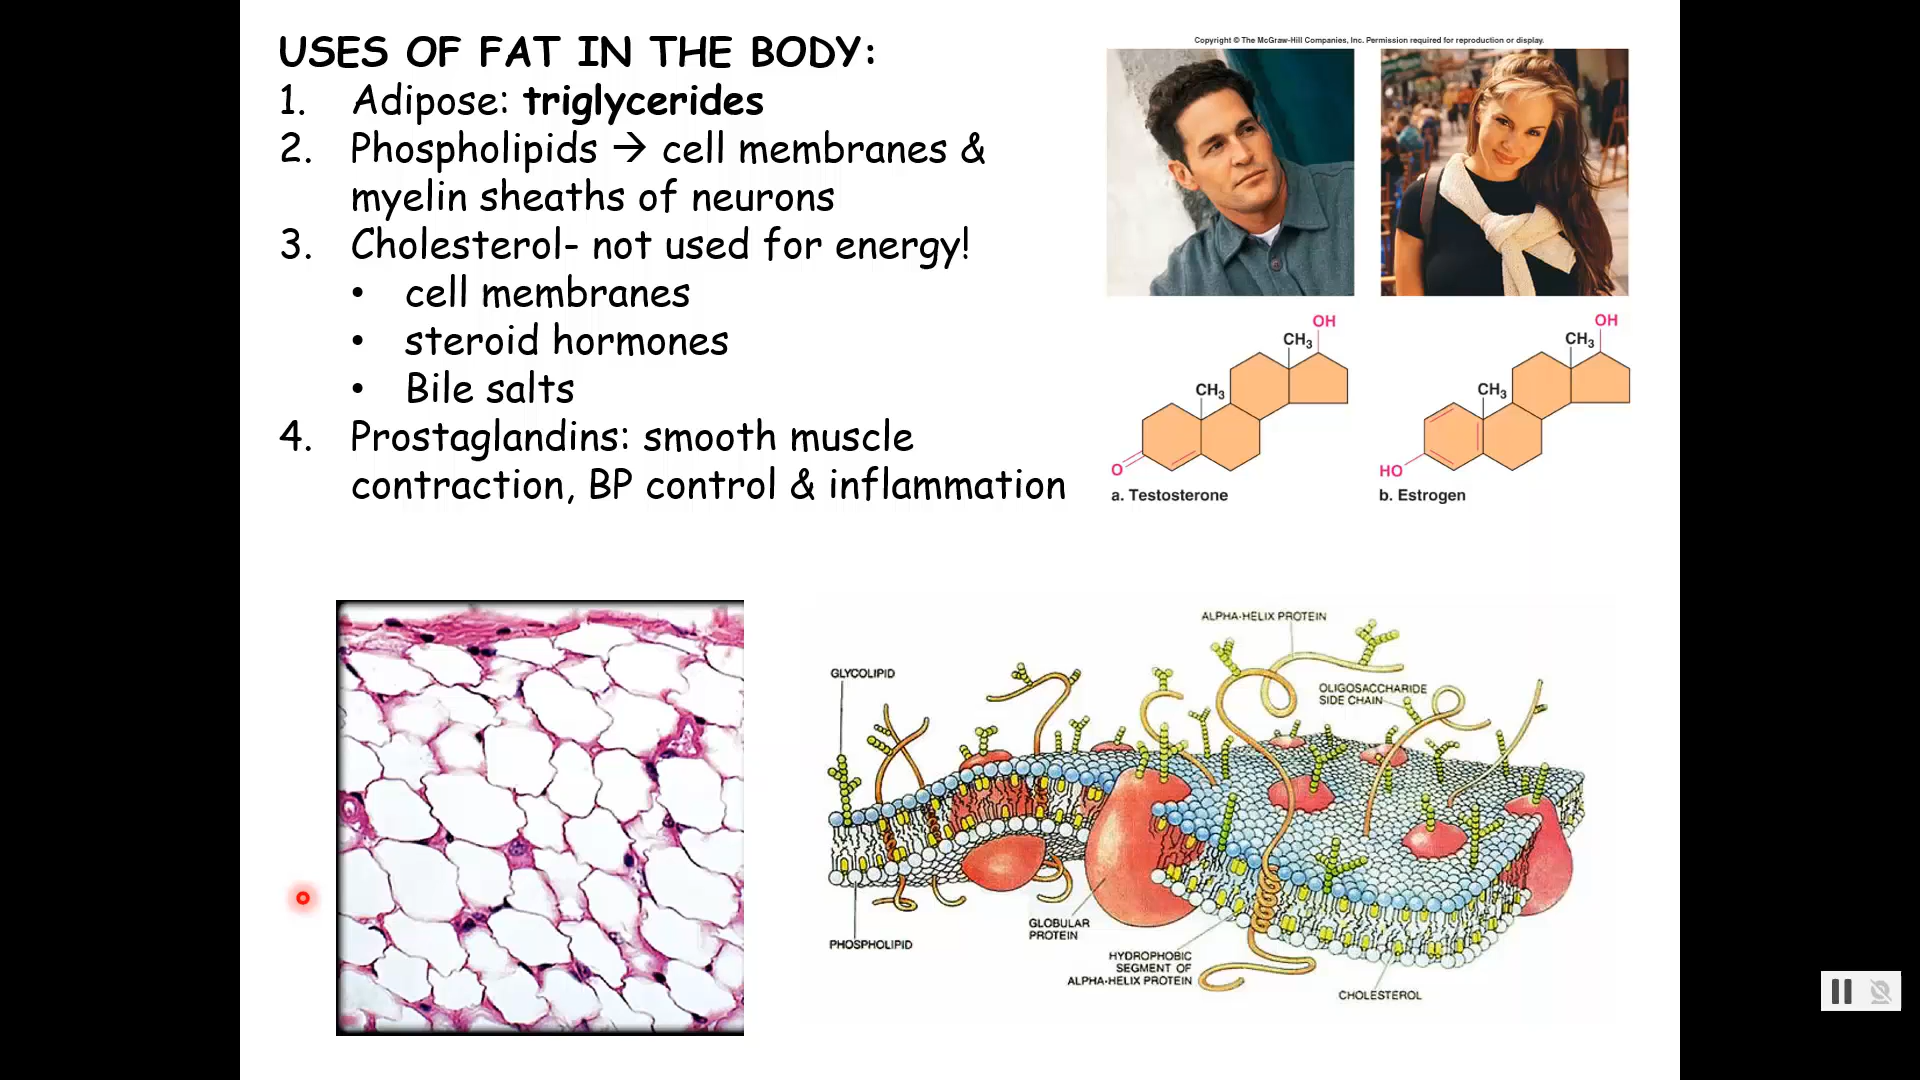 USES OF FAT IN THE BODY:
1. Adipose: triglycerides
2. Phospholipids → cell membranes &
myelin sheaths of neurons
3. Cholesterol- not used for energy!
• cell membranes
• steroid hormones
• Bile salts
4. Prostaglandins: smooth muscle
contraction, BP control & inflammation
Copyright © The McGraw-Hill Companies, Inc. Permission required for reproduction or display.
OH
CH3
CH3
O
a. Testosterone
OH
CH3
CH3
HO
b. Estrogen
ALPHA-HELIX PROTEIN
GLYCOLIPID
OLIGOSACCHARIDE
SIDE CHAIN
PHOSPHOLIPID
GLOBULAR
PROTEIN
HYDROPHOBIC
SEGMENT OF
ALPHA-HELIX PROTEIN
CHOLESTEROL